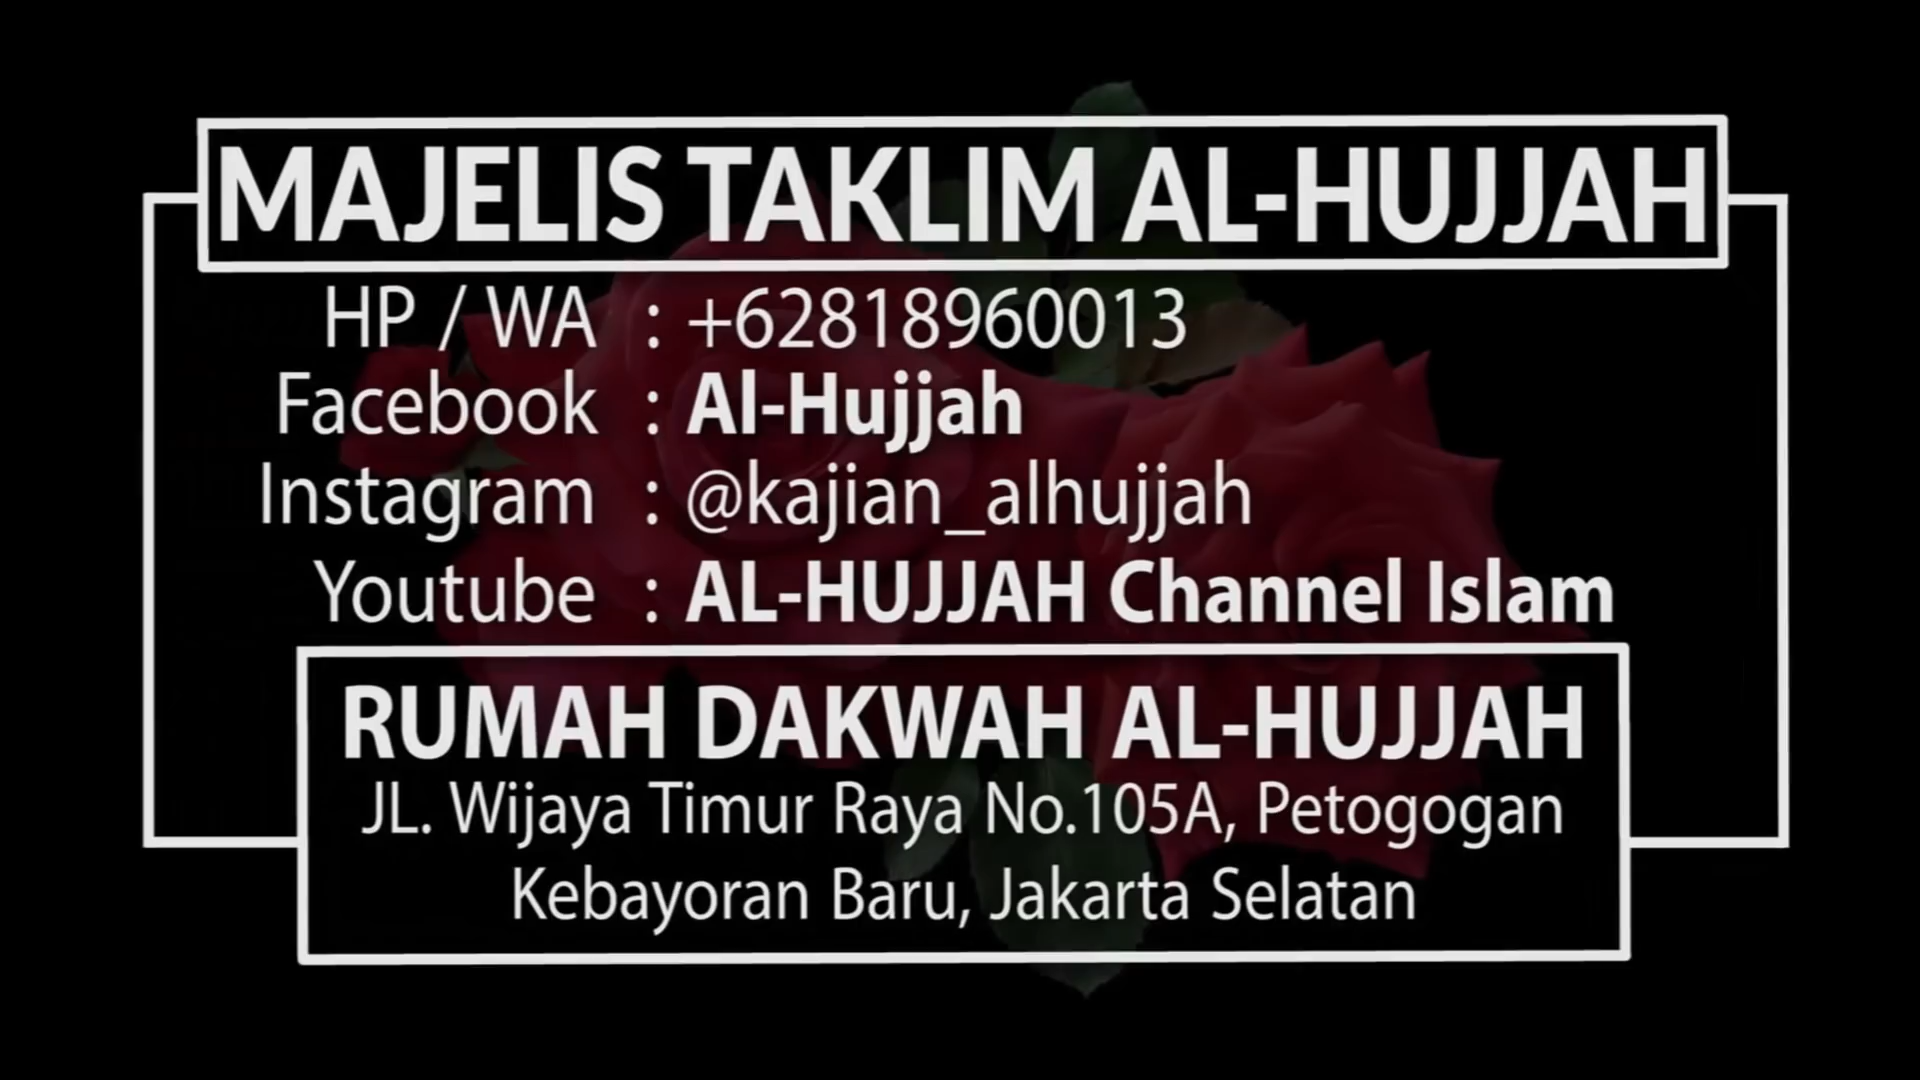 MAJELIS TAKLIM AL-HUJJAH
HP / WA : +62818960013
Facebook : Al-Hujjah
Instagram : @kajian_alhujjah
Youtube : AL-HUJJAH Channel Islam
RUMAH DAKWAH AL-HUJJAH
JL. Wijaya Timur Raya No.105A, Petogogan
Kebayoran Baru, Jakarta Selatan